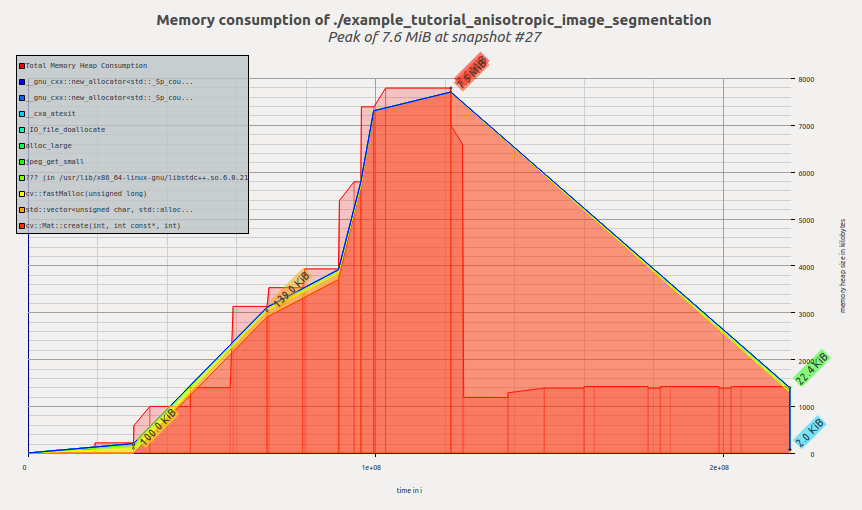 Memory consumption of ./example_tutorial_anisotropic_image_segmentation
Peak of 7.6 MiB at snapshot #27
Total Memory Heap Consumption
__gnu_cxx::new_allocator<std::_Sp_cou...
__gnu_cxx::new_allocator<std::_Sp_cou...
__cxa_atexit
_IO_file_doallocate
alloc_large
jpeg_get_small
??? (in /usr/lib/x86_64-linux-gnu/libstdc++.so.6.0.21
cv::fastMalloc(unsigned long)
std::vector<unsigned char, std::alloc...
cv::Mat::create(int, int const*, int)
7.6 MiB
139.0 KiB
100.0 KiB
22.4 KiB
2.0 KiB
8000
7000
6000
5000
4000
3000
2000
1000
0
memory heap size in kilobytes
0
1e+08
2e+08
time in i